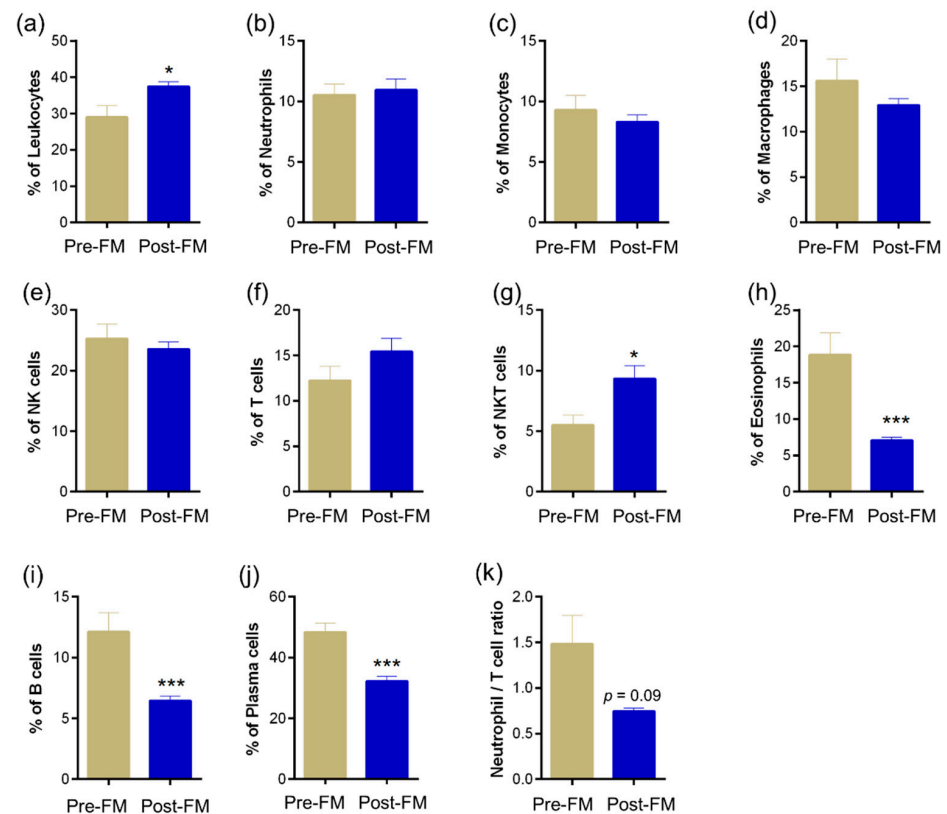 (a)
% of Leukocytes
50
40
30
20
10
0
*
Pre-FM Post-FM
(b)
% of Neutrophils
15
10
5
0
Pre-FM Post-FM
(c)
% of Monocytes
15
10
5
0
Pre-FM Post-FM
(d)
% of Macrophages
20
15
10
5
0
Pre-FM Post-FM
(e)
% of NK cells
30
20
10
0
Pre-FM Post-FM
(f)
% of T cells
20
15
10
5
0
Pre-FM Post-FM
(g)
% of NKT cells
15
10
5
0
*
Pre-FM Post-FM
(h)
% of Eosinophils
25
20
15
10
5
0
***
Pre-FM Post-FM
(i)
% of B cells
15
10
5
0
***
Pre-FM Post-FM
(j)
% of Plasma cells
60
40
20
0
***
Pre-FM Post-FM
(k)
Neutrophil / T cell ratio
2.0
1.5
1.0
0.5
0.0
p = 0.09
Pre-FM Post-FM